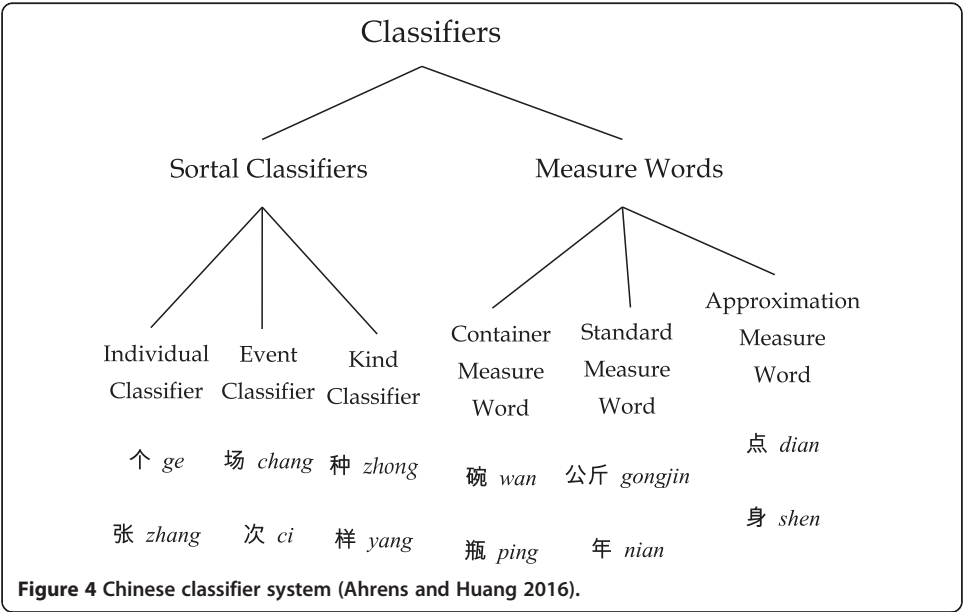 Classifiers
Sortal Classifiers
Measure Words
Individual
Classifier
个 ge
张 zhang
Event
Classifier
场 chang
次 ci
Kind
Classifier
种 zhong
样 yang
Container
Measure
Word
碗 wan
瓶 ping
Standard
Measure
Word
公斤 gongjin
年 nian
Approximation
Measure
Word
点 dian
身 shen
Figure 4 Chinese classifier system (Ahrens and Huang 2016).